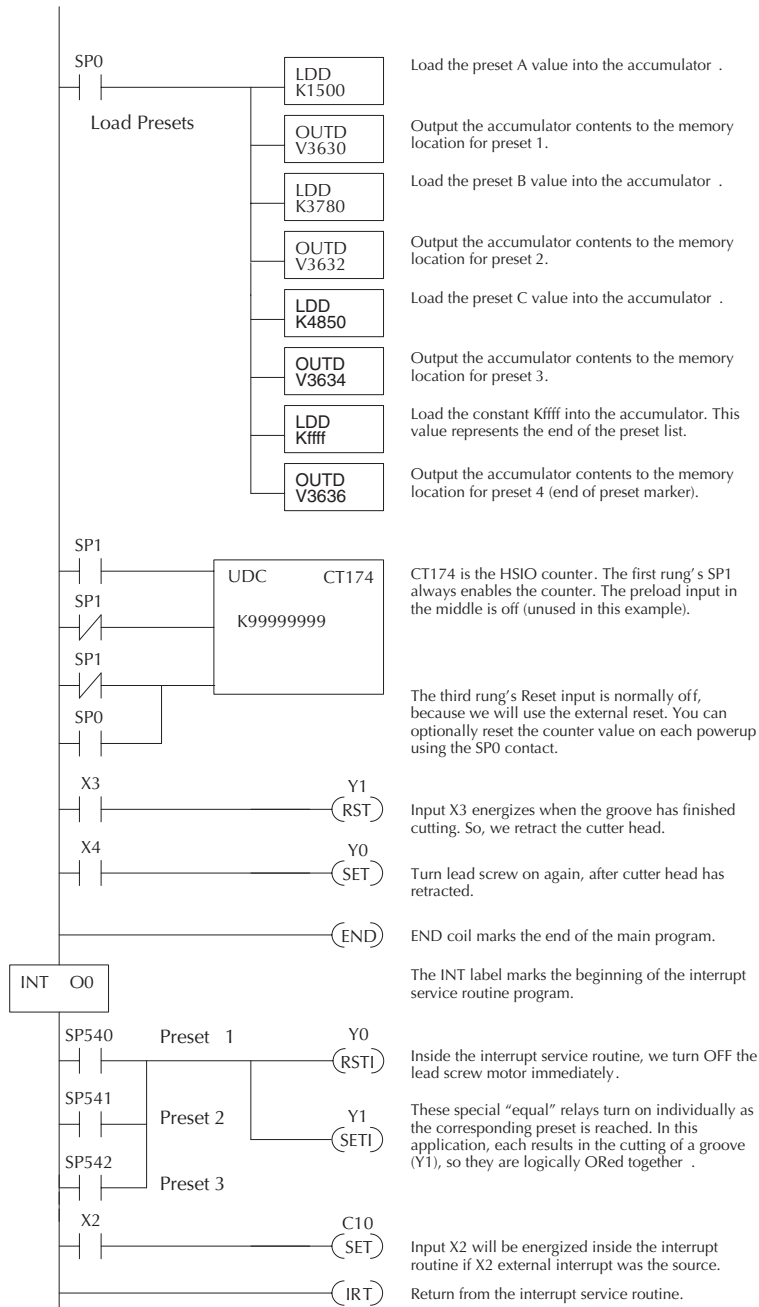 SP0
LDD
K1500
Load the preset A value into the accumulator .
Load Presets
OUTD
V3630
Output the accumulator contents to the memory
location for preset 1.
LDD
K3780
Load the preset B value into the accumulator .
OUTD
V3632
Output the accumulator contents to the memory
location for preset 2.
LDD
K4850
Load the preset C value into the accumulator .
OUTD
V3634
Output the accumulator contents to the memory
location for preset 3.
LDD
Kffff
Load the constant Kffff into the accumulator. This
value represents the end of the preset list.
OUTD
V3636
Output the accumulator contents to the memory
location for preset 4 (end of preset marker).
SP1
UDC CT174
K99999999
CT174 is the HSIO counter. The first rung’s SP1
always enables the counter. The preload input in
the middle is off (unused in this example).
SP1
SP1
SP0
The third rung’s Reset input is normally off,
because we will use the external reset. You can
optionally reset the counter value on each powerup
using the SP0 contact.
X3
Y1
RST
Input X3 energizes when the groove has finished
cutting. So, we retract the cutter head.
X4
Y0
SET
Turn lead screw on again, after cutter head has
retracted.
END
END coil marks the end of the main program.
INT O0
The INT label marks the beginning of the interrupt
service routine program.
SP540
Preset 1
Y0
RSTI
Inside the interrupt service routine, we turn OFF the
lead screw motor immediately.
SP541
Preset 2
Y1
SETI
These special “equal” relays turn on individually as
the corresponding preset is reached. In this
application, each results in the cutting of a groove
(Y1), so they are logically ORed together .
SP542
Preset 3
X2
C10
SET
Input X2 will be energized inside the interrupt
routine if X2 external interrupt was the source.
IRT
Return from the interrupt service routine.